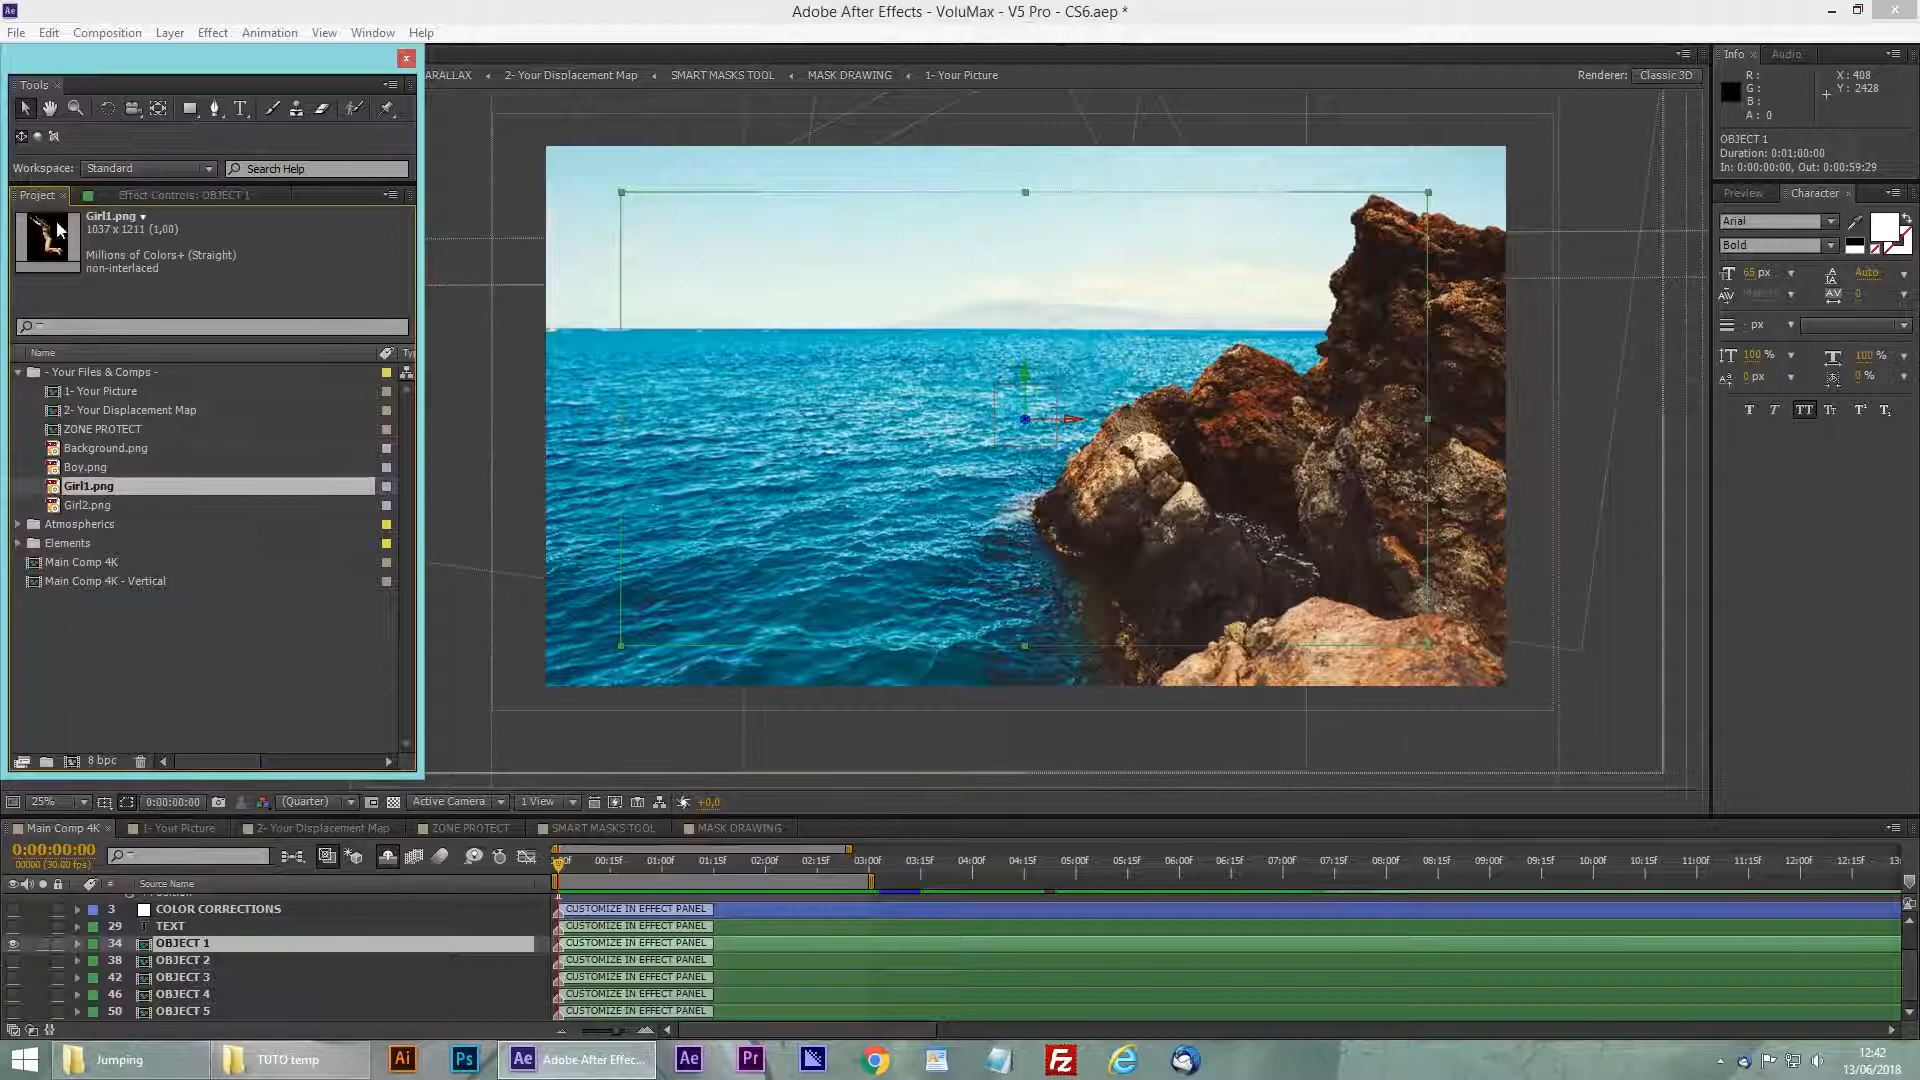 Adobe After Effects - VoluMax - V5 Pro - CS6.aep *
File Edit Composition Layer Effect Animation View Window Help
ARALLAX 2- Your Displacement Map SMART MASKS TOOL MASK DRAWING 1- Your Picture
Renderer: Classic 3D
Tools
Workspace: Standard Search Help
Project Effect Controls: OBJECT 1
Girl1.png
1037 x 1211 (1,00)
Millions of Colors+ (Straight)
non-interlaced
Name Ty
- Your Files & Comps -
1- Your Picture
2- Your Displacement Map
ZONE PROTECT
Background.png
Boy.png
Girl1.png
Girl2.png
Atmospherics
Elements
Main Comp 4K
Main Comp 4K - Vertical
8 bpc
Info Audio
R: X: 408
G: Y: 2428
B:
A: 0
OBJECT 1
Duration: 0:01:00:00
In: 0:00:00:00, Out: 0:00:59:29
Preview Character
Arial
Bold
65 px Auto
Metrics 0
- px
100 % 100 %
0 px 0 %
25% 0:00:00:00 (Quarter) Active Camera 1 View +0,0
Main Comp 4K 1- Your Picture 2- Your Displacement Map ZONE PROTECT SMART MASKS TOOL MASK DRAWING
0:00:00:00
00000 (30.00 fps)
00:15f 01:00f 01:15f 02:00f 02:15f 03:00f 03:15f 04:00f 04:15f 05:00f 05:15f 06:00f 06:15f 07:00f 07:15f 08:00f 08:15f 09:00f 09:15f 10:00f 10:15f 11:00f 11:15f 12:00f 12:15f 13:
# Source Name
3 COLOR CORRECTIONS CUSTOMIZE IN EFFECT PANEL
29 T TEXT CUSTOMIZE IN EFFECT PANEL
34 OBJECT 1 CUSTOMIZE IN EFFECT PANEL
38 OBJECT 2 CUSTOMIZE IN EFFECT PANEL
42 OBJECT 3 CUSTOMIZE IN EFFECT PANEL
46 OBJECT 4 CUSTOMIZE IN EFFECT PANEL
50 OBJECT 5 CUSTOMIZE IN EFFECT PANEL
Jumping TUTO temp Ai Ps Ae Adobe After Effec... Ae Pr Fz
12:42
13/06/2018